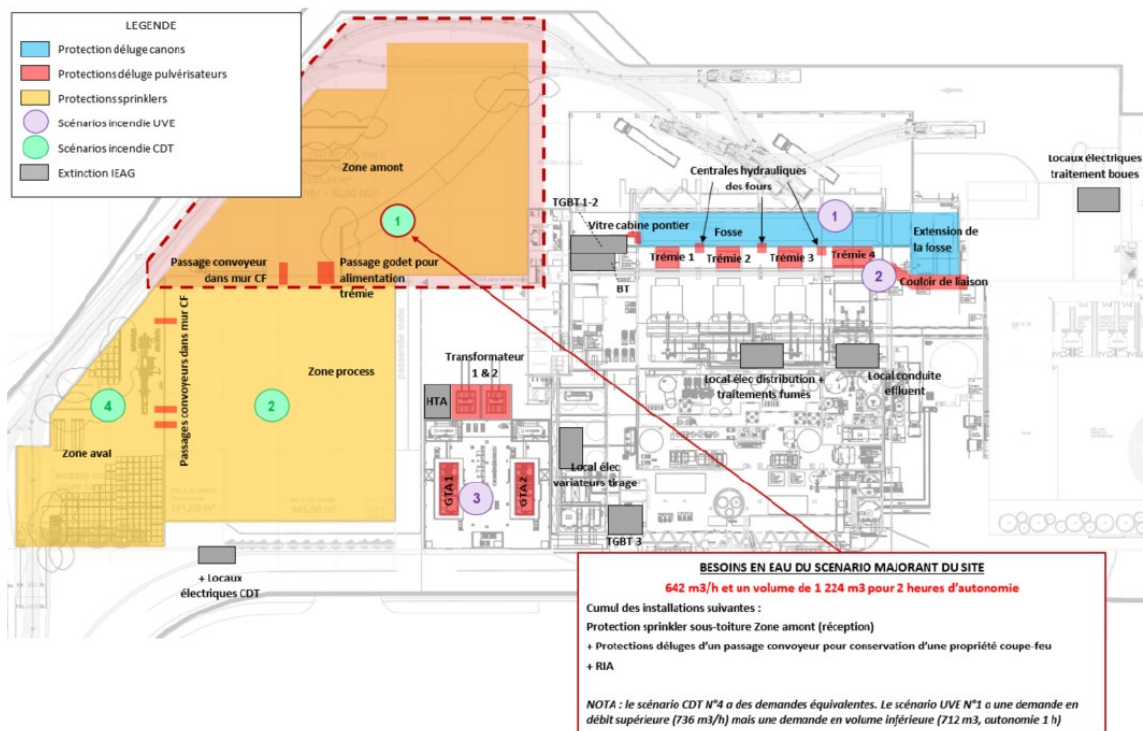 LEGENDE
Protection déluge canons
Protections déluge pulvérisateurs
Protections sprinklers
Scénarios incendie UVE
Scénarios incendie CDT
Extinction IEAG
Zone amont
1
Passage convoyeur
dans mur CF
Passage godet pour
alimentation
trémie
Passages convoyeurs dans mur CF
Zone process
4
2
Zone aval
+ Locaux
électriques CDT
Transformateur
1 & 2
HTA
GTA1
3
GTA2
Local élec
variateurs tirage
TGBT 3
TGBT 1-2
Vitre cabine pontier
BT
Centrales hydrauliques
des fours
1
Fosse
Extension de
la fosse
Trémie 1
Trémie 2
Trémie 3
Trémie 4
2
Couloir de liaison
Locaux électriques
traitement boues
Local élec distribution +
traitements fumés
Local conduite
effluent
BESOINS EN EAU DU SCENARIO MAJORANT DU SITE
642 m3/h et un volume de 1 224 m3 pour 2 heures d'autonomie
Cumul des installations suivantes :
Protection sprinkler sous-toiture Zone amont (réception)
+ Protections déluges d'un passage convoyeur pour conservation d'une propriété coupe-feu
+ RIA
NOTA : le scénario CDT N°4 a des demandes équivalentes. Le scénario UVE N°1 a une demande en
débit supérieure (736 m3/h) mais une demande en volume inférieure (712 m3, autonomie 1 h)